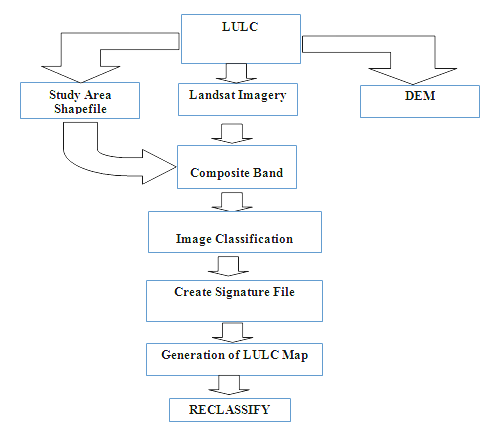 LULC
Study Area
Shapefile
Landsat Imagery
DEM
Composite Band
Image Classification
Create Signature File
Generation of LULC Map
RECLASSIFY